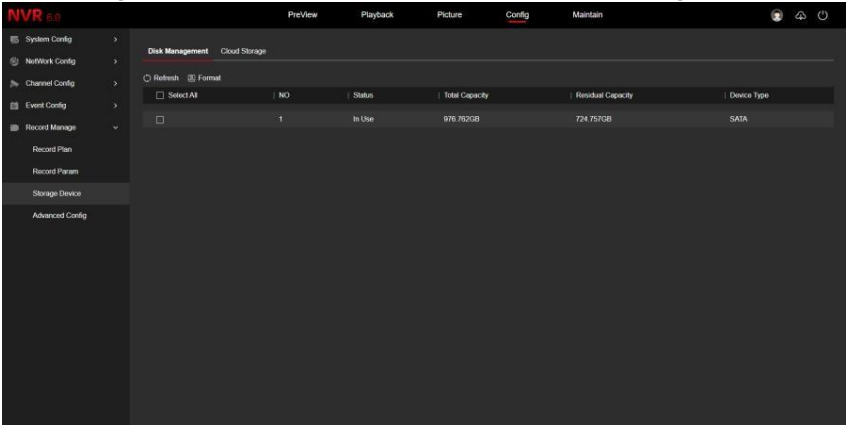 NVR 5.0 PreView Playback Picture Config Maintain
System Config
NetWork Config
Channel Config
Event Config
Record Manage
Record Plan
Record Param
Storage Device
Advanced Config
Disk Management Cloud Storage
Refresh Format
Select All NO Status Total Capacity Residual Capacity Device Type
1 In Use 976.762GB 724.757GB SATA